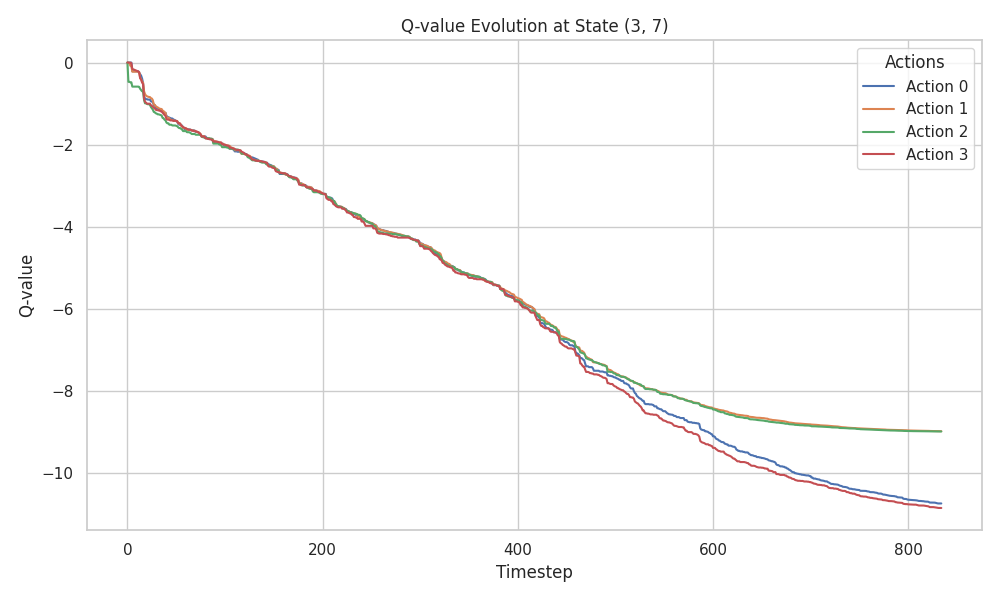 Q-value Evolution at State (3, 7)
Actions
Action 0
Action 1
Action 2
Action 3
Q-value
0
−2
−4
−6
−8
−10
0 200 400 600 800
Timestep